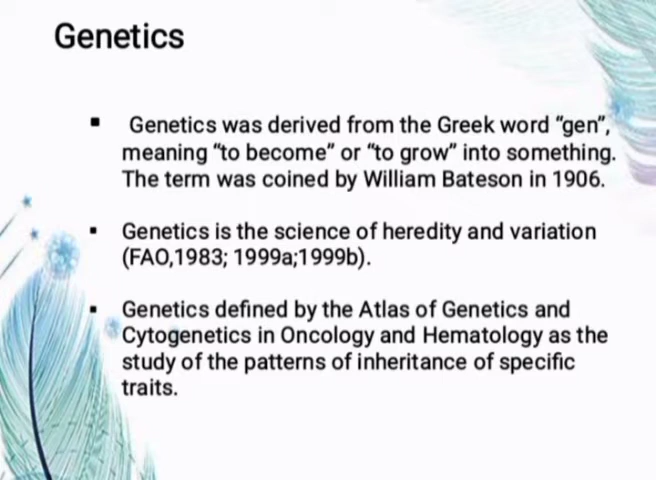 Genetics
▪ Genetics was derived from the Greek word “gen”,
meaning “to become” or “to grow” into something.
The term was coined by William Bateson in 1906.
▪ Genetics is the science of heredity and variation
(FAO,1983; 1999a;1999b).
▪ Genetics defined by the Atlas of Genetics and
Cytogenetics in Oncology and Hematology as the
study of the patterns of inheritance of specific
traits.